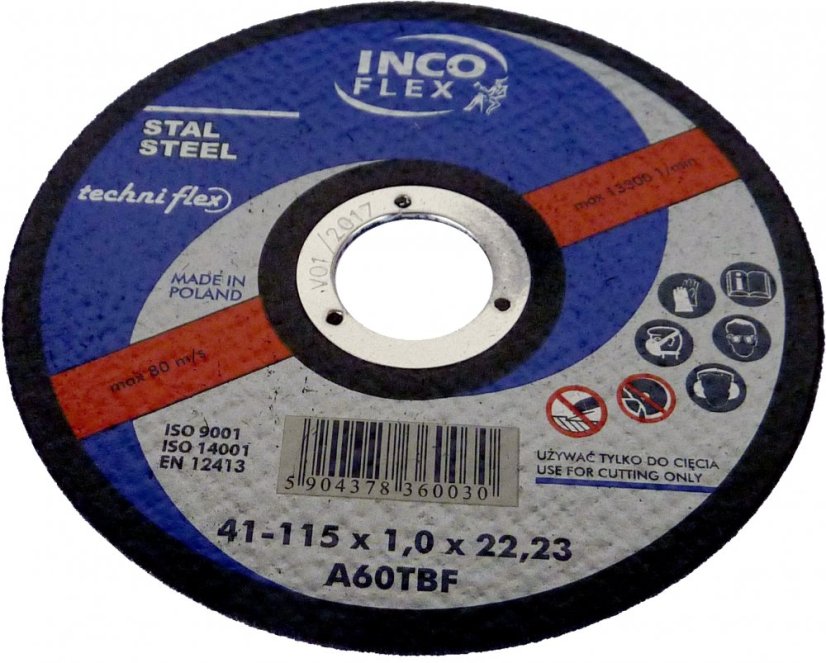 INCO
FLEX
STAL
STEEL
techniflex
max 13300 1/min
V01/2017
MADE IN
POLAND
max 80 m/s
ISO 9001
ISO 14001
EN 12413
5 904378 360030
UŻYWAĆ TYLKO DO CIĘCIA
USE FOR CUTTING ONLY
41-115 x 1,0 x 22,23
A60TBF